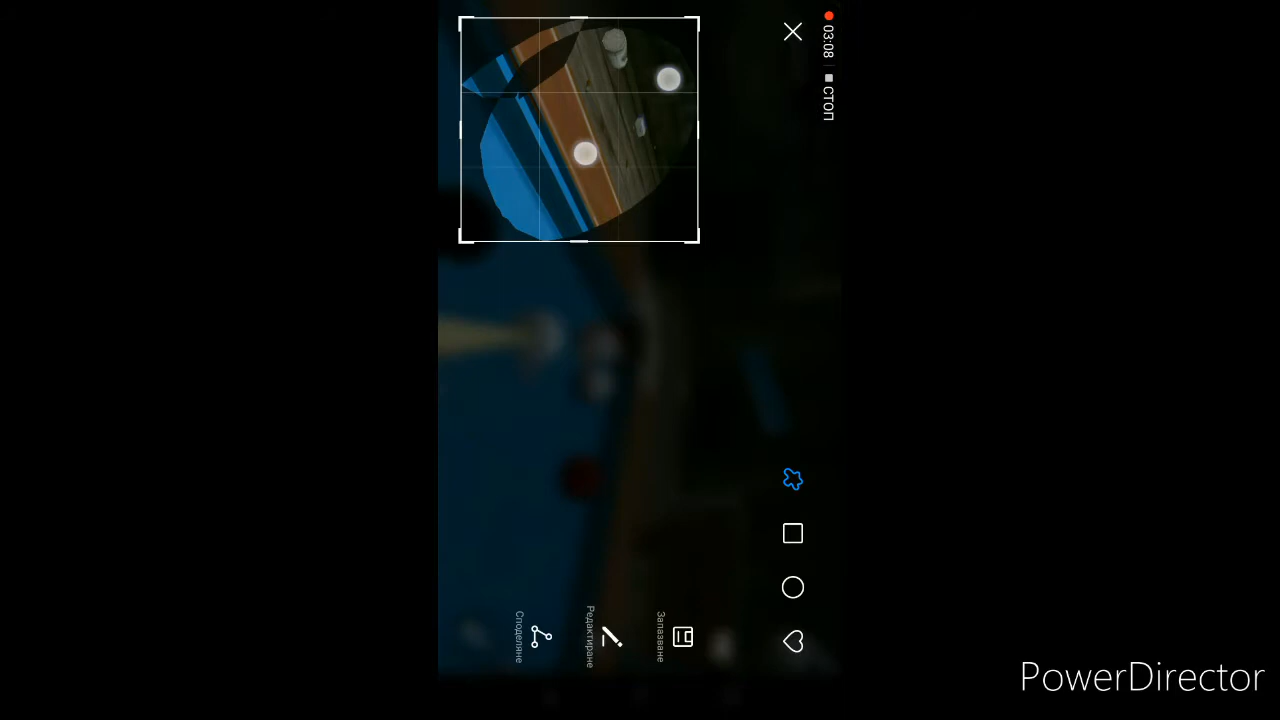 03:08 СТОП
Запазване
Редактиране
Споделяне
PowerDirector